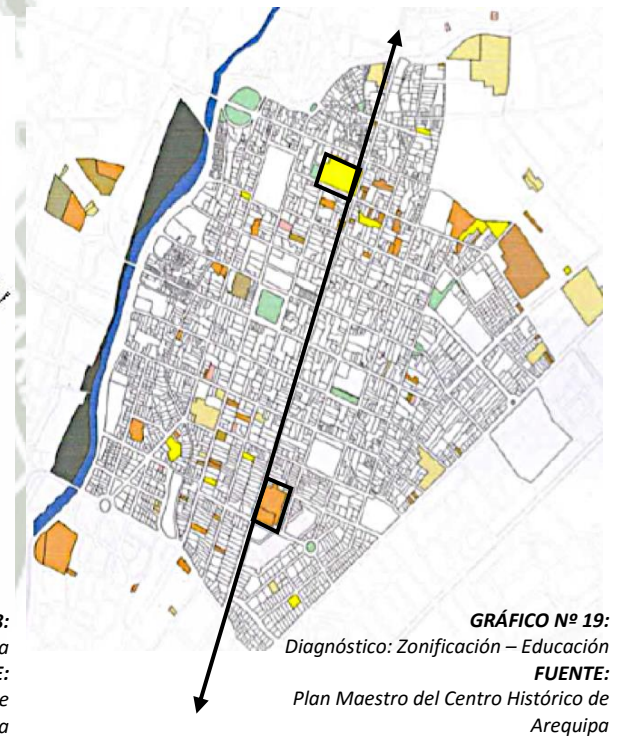 GRÁFICO Nº 19:
Diagnóstico: Zonificación – Educación
FUENTE:
Plan Maestro del Centro Histórico de
Arequipa